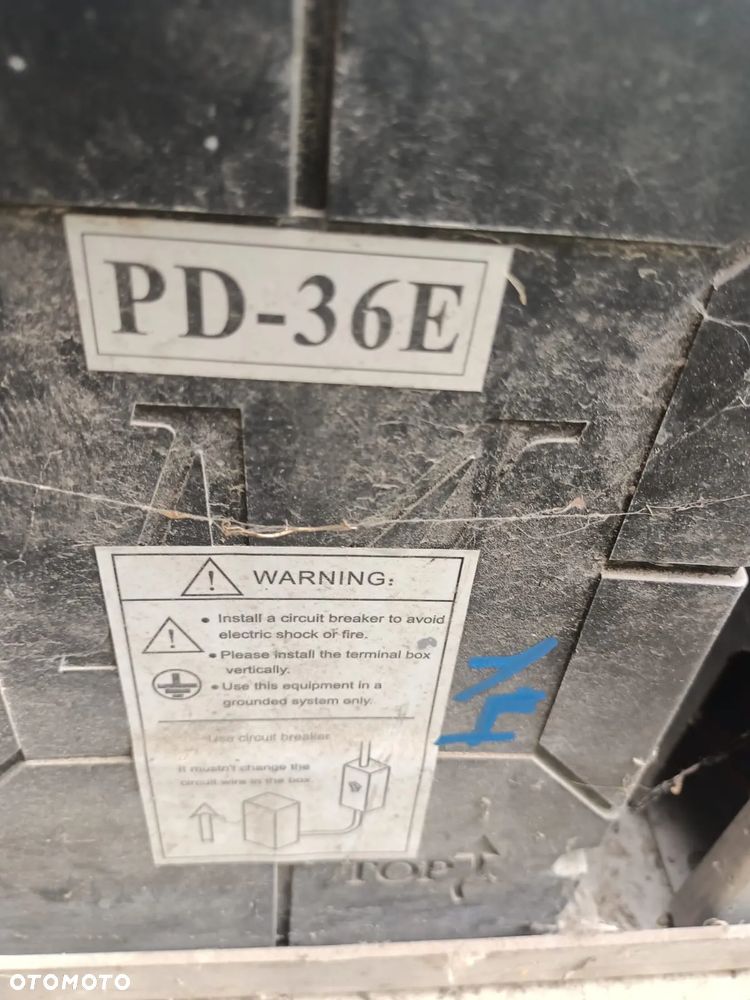 PD-36E
WARNING:
• Install a circuit breaker to avoid
electric shock or fire.
• Please install the terminal box
vertically.
• Use this equipment in a
grounded system only.
Use circuit breaker
It mustn't change the
circuit wire in the box
TOP
OTOMOTO